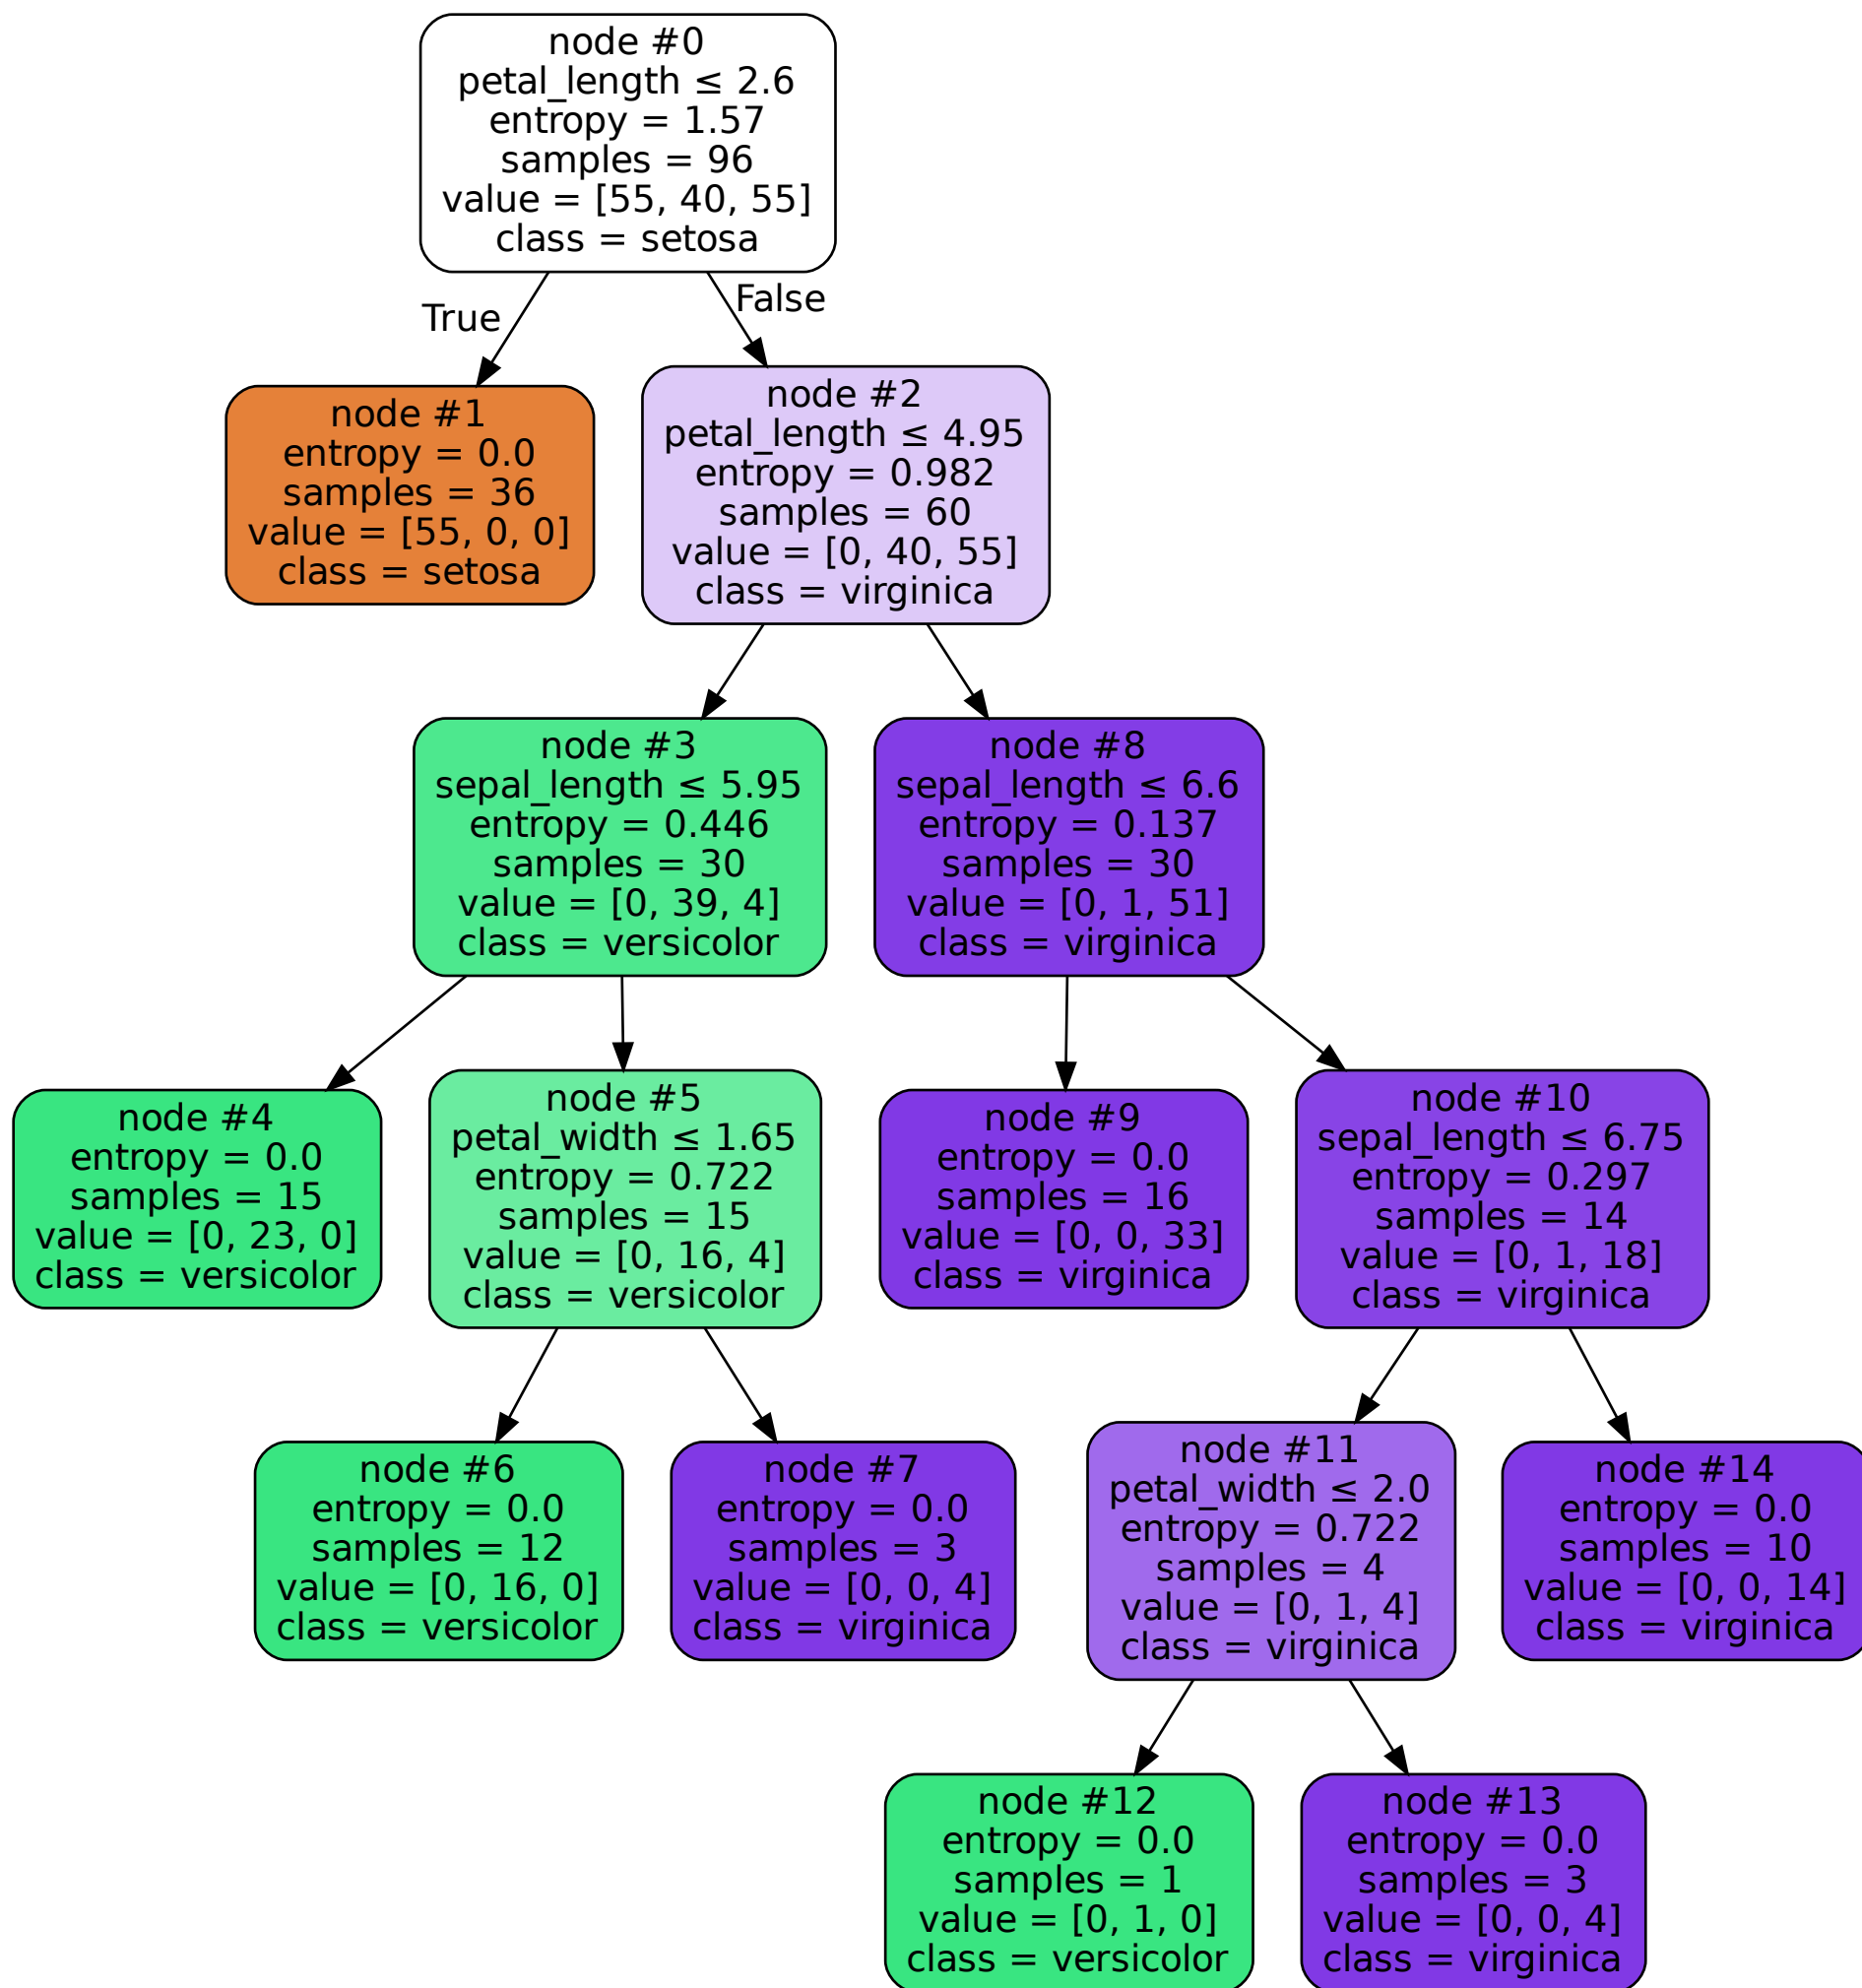 node #0
petal_length ≤ 2.6
entropy = 1.57
samples = 96
value = [55, 40, 55]
class = setosa
True
False
node #1
entropy = 0.0
samples = 36
value = [55, 0, 0]
class = setosa
node #2
petal_length ≤ 4.95
entropy = 0.982
samples = 60
value = [0, 40, 55]
class = virginica
node #3
sepal_length ≤ 5.95
entropy = 0.446
samples = 30
value = [0, 39, 4]
class = versicolor
node #8
sepal_length ≤ 6.6
entropy = 0.137
samples = 30
value = [0, 1, 51]
class = virginica
node #4
entropy = 0.0
samples = 15
value = [0, 23, 0]
class = versicolor
node #5
petal_width ≤ 1.65
entropy = 0.722
samples = 15
value = [0, 16, 4]
class = versicolor
node #9
entropy = 0.0
samples = 16
value = [0, 0, 33]
class = virginica
node #10
sepal_length ≤ 6.75
entropy = 0.297
samples = 14
value = [0, 1, 18]
class = virginica
node #6
entropy = 0.0
samples = 12
value = [0, 16, 0]
class = versicolor
node #7
entropy = 0.0
samples = 3
value = [0, 0, 4]
class = virginica
node #11
petal_width ≤ 2.0
entropy = 0.722
samples = 4
value = [0, 1, 4]
class = virginica
node #14
entropy = 0.0
samples = 10
value = [0, 0, 14]
class = virginica
node #12
entropy = 0.0
samples = 1
value = [0, 1, 0]
class = versicolor
node #13
entropy = 0.0
samples = 3
value = [0, 0, 4]
class = virginica